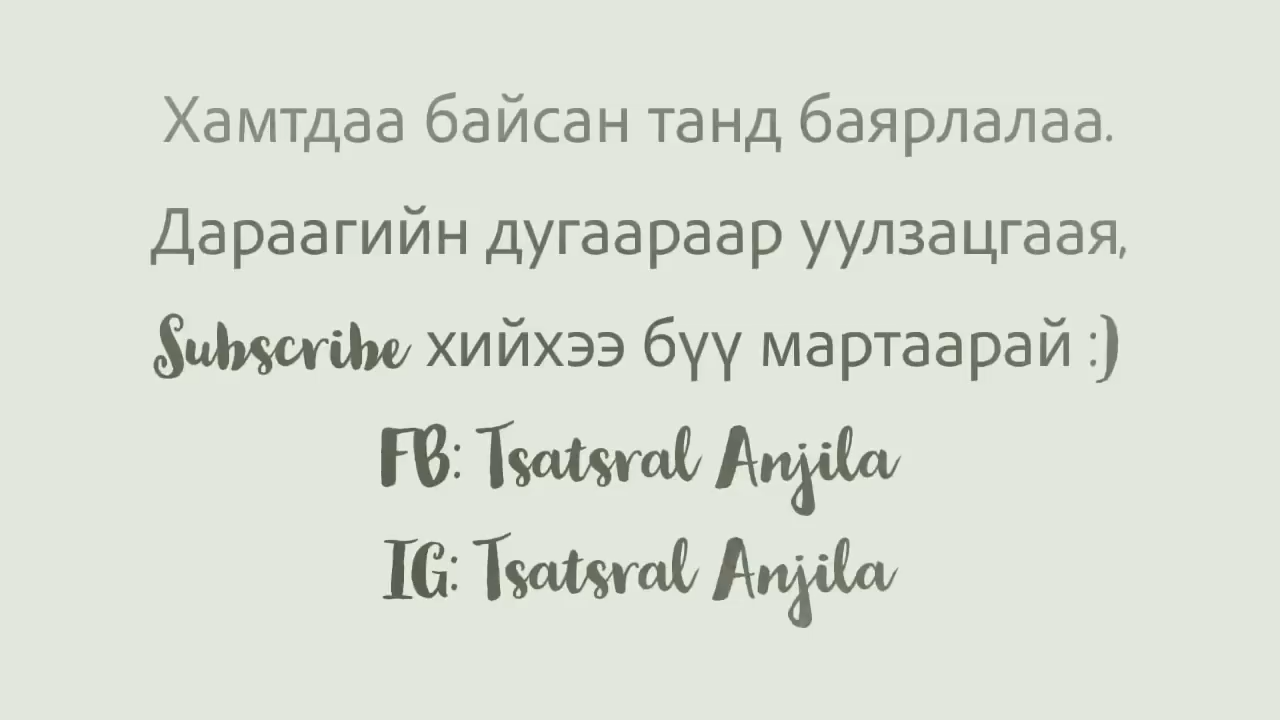 Хамтдаа байсан танд баярлалаа.
Дараагийн дугаараар уулзацгаая,
Subscribe хийхээ бүү мартаарай :)
FB: Tsatsral Anjila
IG: Tsatsral Anjila